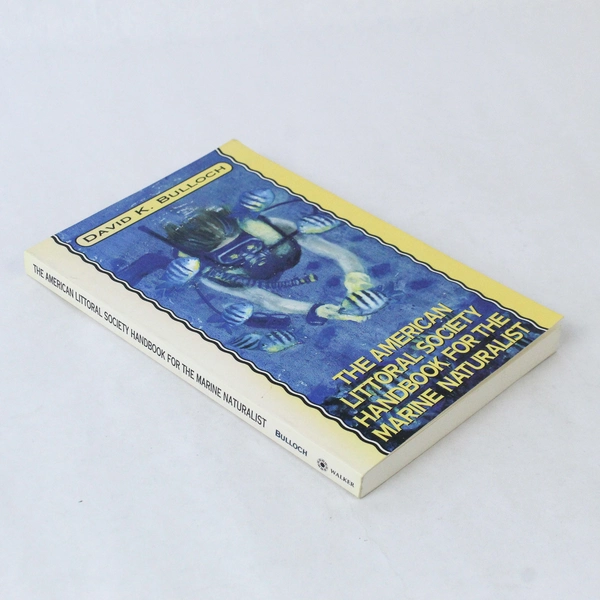 DAVID K. BULLOCH
THE AMERICAN
LITTORAL SOCIETY
HANDBOOK FOR THE
MARINE NATURALIST
THE AMERICAN LITTORAL SOCIETY HANDBOOK FOR THE MARINE NATURALIST BULLOCH WALKER